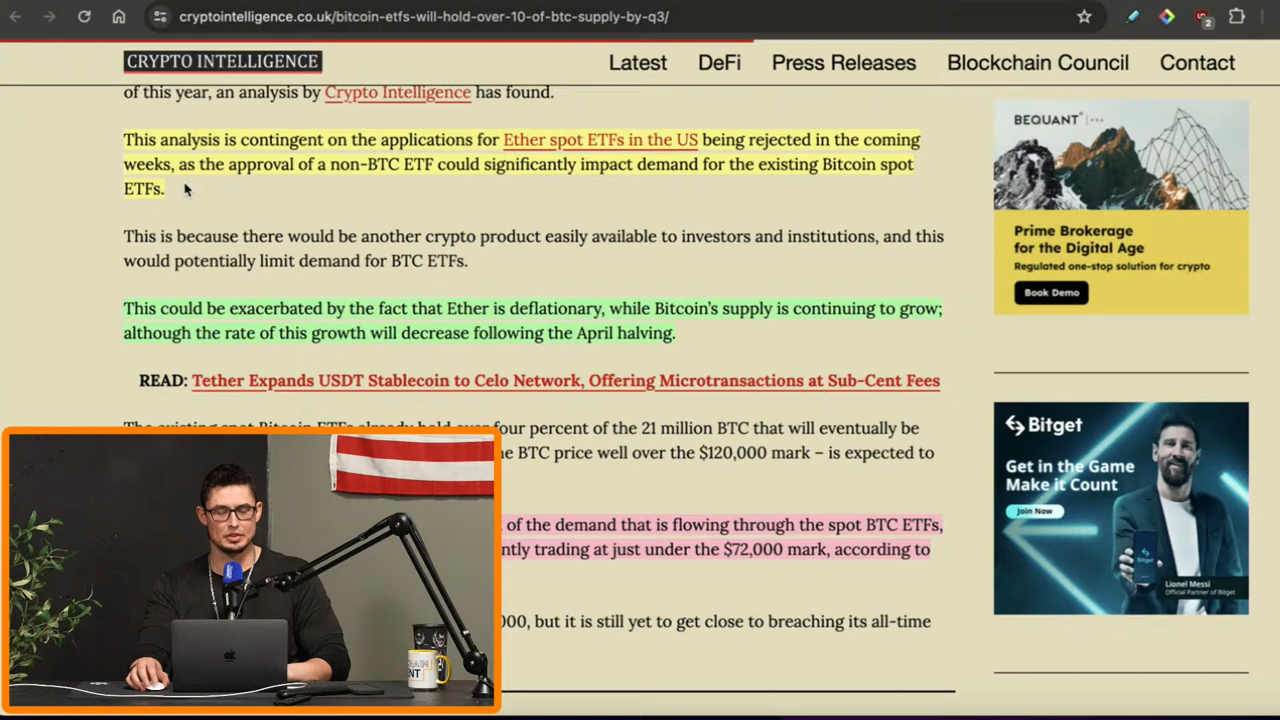 cryptointelligence.co.uk/bitcoin-etfs-will-hold-over-10-of-btc-supply-by-q3/
2
CRYPTO INTELLIGENCE
Latest
DeFi
Press Releases
Blockchain Council
Contact
of this year, an analysis by Crypto Intelligence has found.
This analysis is contingent on the applications for Ether spot ETFs in the US being rejected in the coming
weeks, as the approval of a non-BTC ETF could significantly impact demand for the existing Bitcoin spot
ETFs.
This is because there would be another crypto product easily available to investors and institutions, and this
would potentially limit demand for BTC ETFs.
This could be exacerbated by the fact that Ether is deflationary, while Bitcoin's supply is continuing to grow;
although the rate of this growth will decrease following the April halving.
READ: Tether Expands USDT Stablecoin to Celo Network, Offering Microtransactions at Sub-Cent Fees
The existing spot Bitcoin ETFs already hold over four percent of the 21 million BTC that will eventually be
BTC price well over the $120,000 mark – is expected to
of the demand that is flowing through the spot BTC ETFs,
trading at just under the $72,000 mark, according to
but it is still yet to get close to breaching its all-time
BEQUANT
Prime Brokerage
for the Digital Age
Regulated one-stop solution for crypto
Book Demo
Bitget
Get in the Game
Make it Count
Join Now
Bitget
Lionel Messi
Official Partner of Bitget